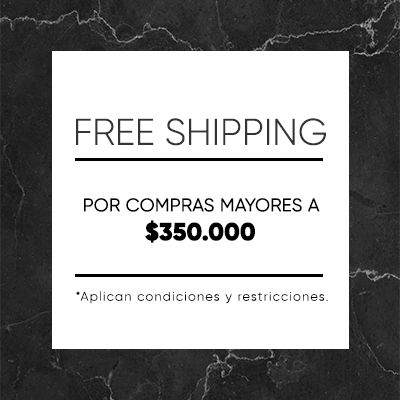 FREE SHIPPING
POR COMPRAS MAYORES A
$350.000
*Aplican condiciones y restricciones.